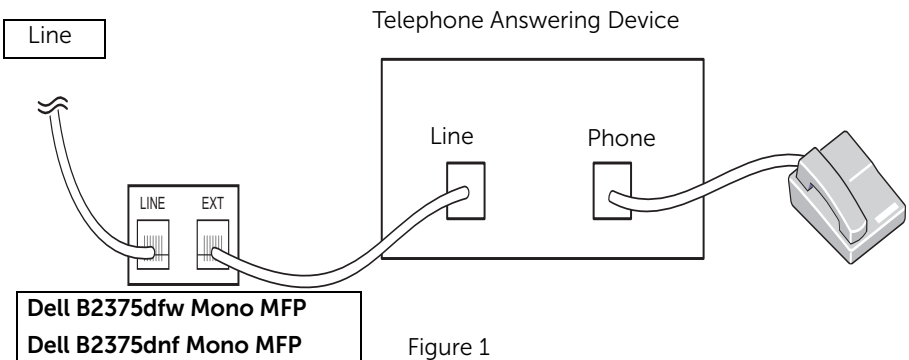 Telephone Answering Device
Line
Line
Phone
LINE
EXT
Dell B2375dfw Mono MFP
Dell B2375dnf Mono MFP
Figure 1